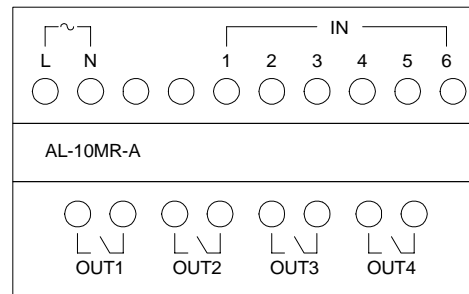 ~ IN
L N 1 2 3 4 5 6
AL-10MR-A
OUT1 OUT2 OUT3 OUT4